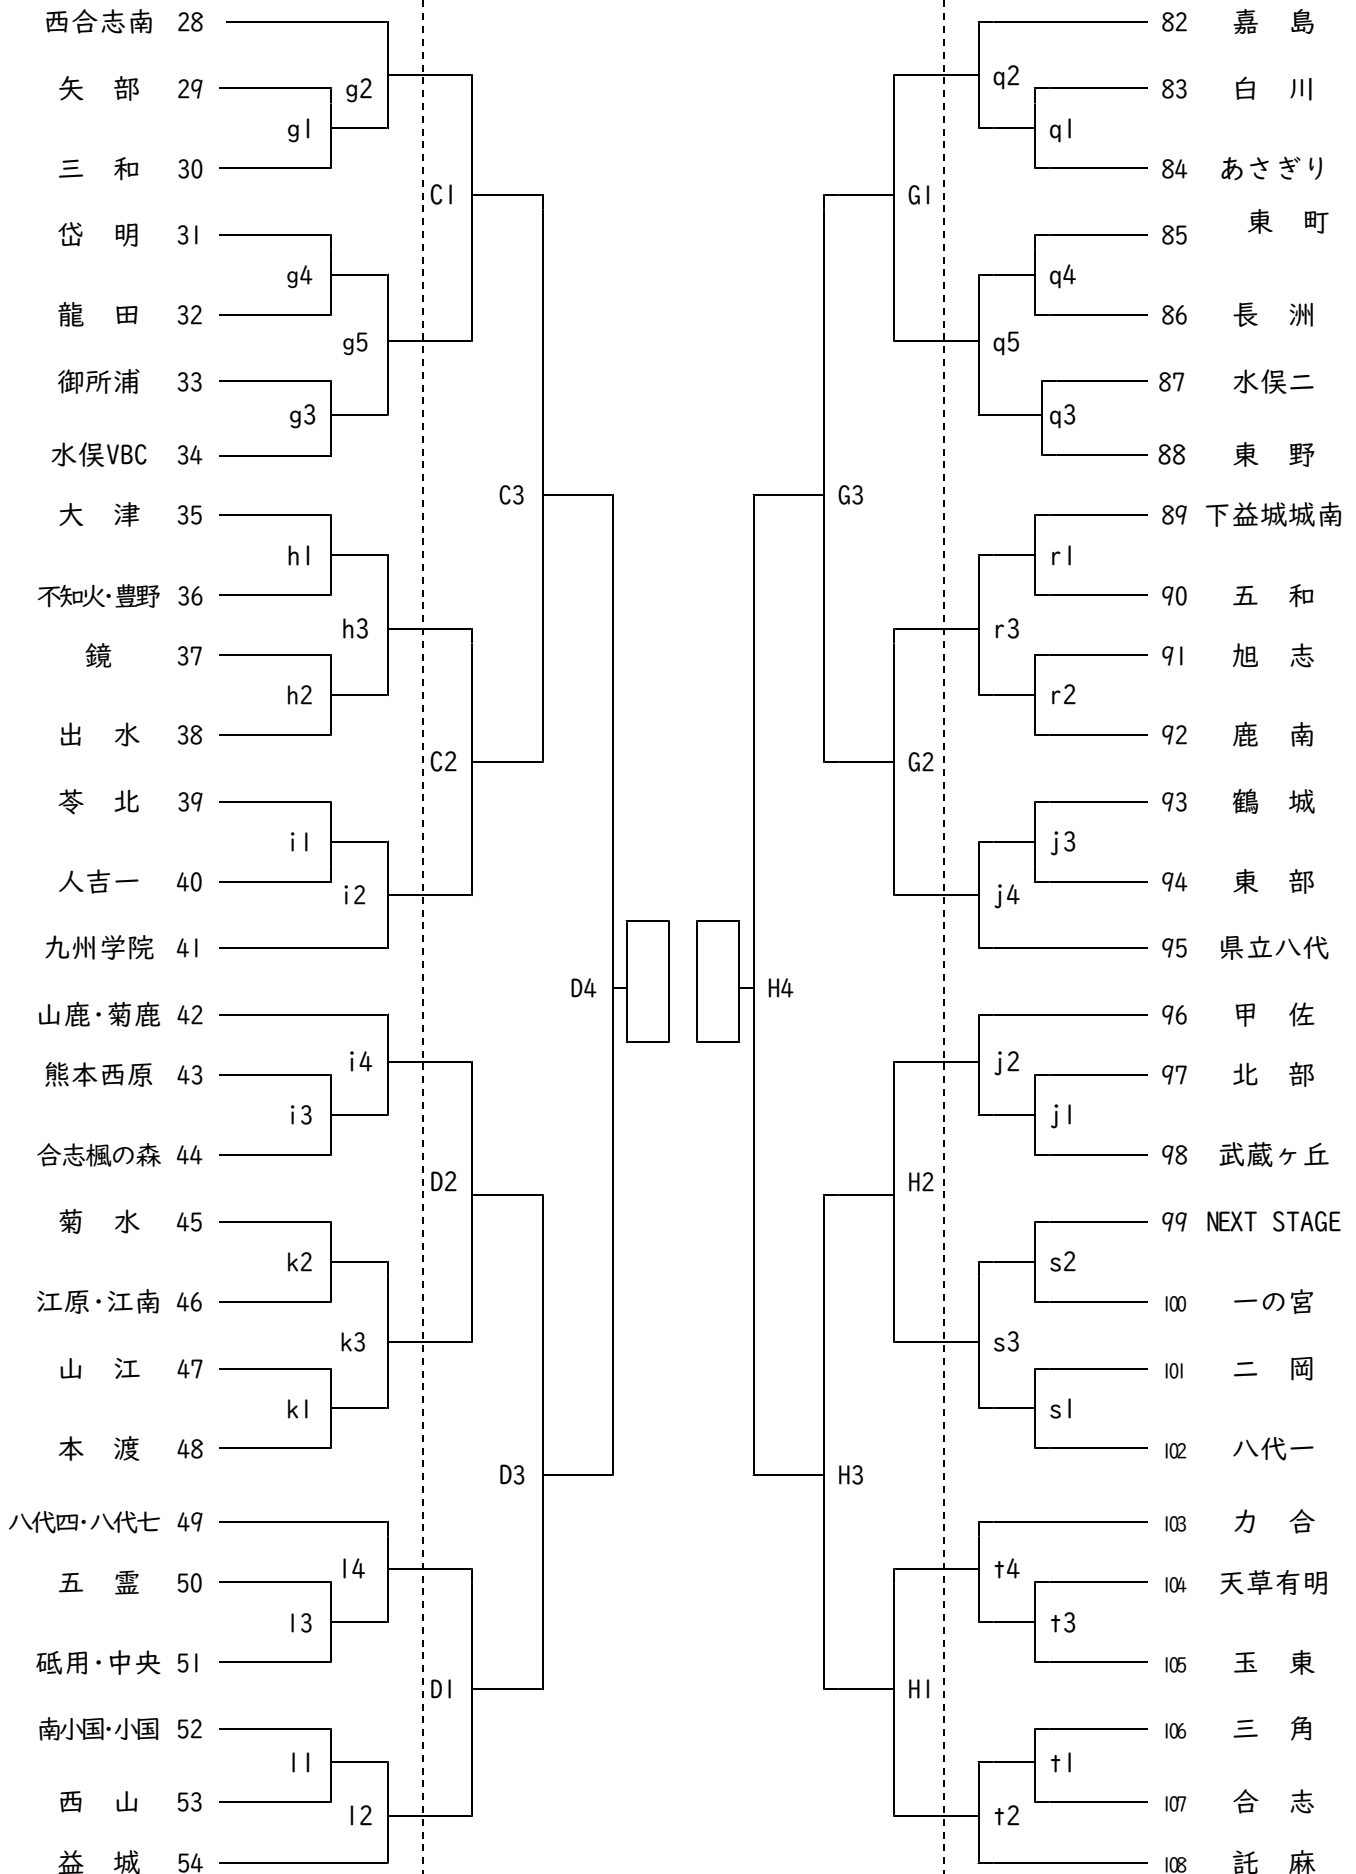 西合志南 28
矢 部 29
三 和 30
岱 明 31
龍 田 32
御所浦 33
水俣VBC 34
大 津 35
不知火・豊野 36
鏡 37
出 水 38
苓 北 39
人吉一 40
九州学院 41
山鹿・菊鹿 42
熊本西原 43
合志楓の森 44
菊 水 45
江原・江南 46
山 江 47
本 渡 48
八代四・八代七 49
五 霊 50
砥用・中央 51
南小国・小国 52
西 山 53
益 城 54
g2
g1
g4
g5
g3
h1
h3
h2
i1
i2
i4
i3
k2
k3
k1
l4
l3
l1
l2
C1
C2
D2
D1
C3
D3
D4
H4
G3
H3
G1
G2
H2
H1
q2
q1
q4
q5
q3
r1
r3
r2
j3
j4
j2
j1
s2
s3
s1
t4
t3
t1
t2
82 嘉 島
83 白 川
84 あさぎり
85 東 町
86 長 洲
87 水俣二
88 東 野
89 下益城城南
90 五 和
91 旭 志
92 鹿 南
93 鶴 城
94 東 部
95 県立八代
96 甲 佐
97 北 部
98 武蔵ヶ丘
99 NEXT STAGE
100 一の宮
101 二 岡
102 八代一
103 力 合
104 天草有明
105 玉 東
106 三 角
107 合 志
108 託 麻